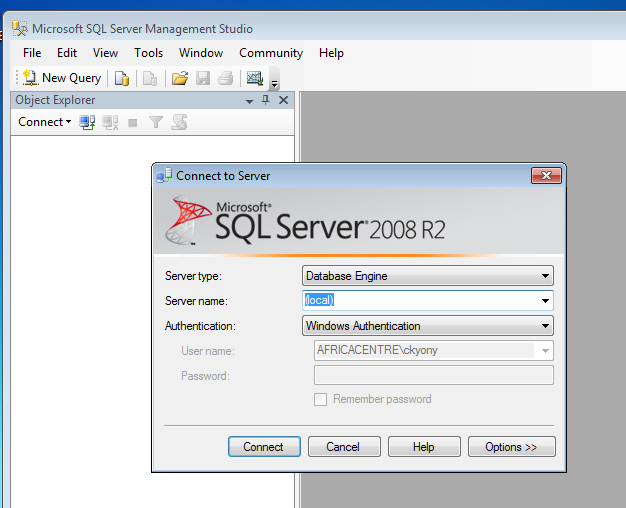 Microsoft SQL Server Management Studio
File Edit View Tools Window Community Help
New Query
Object Explorer
Connect
Connect to Server
Microsoft®
SQL Server® 2008 R2
Server type: Database Engine
Server name: (local)
Authentication: Windows Authentication
User name: AFRICACENTRE\ckyony
Password:
Remember password
Connect Cancel Help Options >>